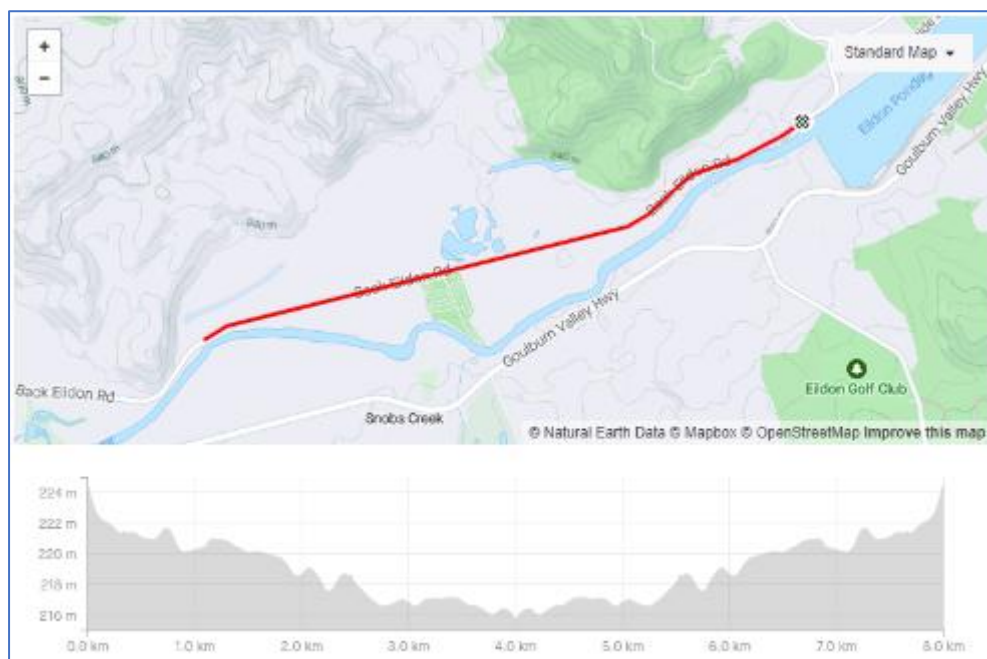 +
−
Standard Map
Eildon Pondage
Goulburn Valley Hwy
Back Eildon Rd
840 m
Back Eildon Rd
Goulburn Valley Hwy
Back Eildon Rd
Snobs Creek
Eildon Golf Club
© Natural Earth Data © Mapbox © OpenStreetMap Improve this map
224 m
222 m
220 m
218 m
216 m
0.0 km
1.0 km
2.0 km
3.0 km
4.0 km
5.0 km
6.0 km
7.0 km
8.0 km